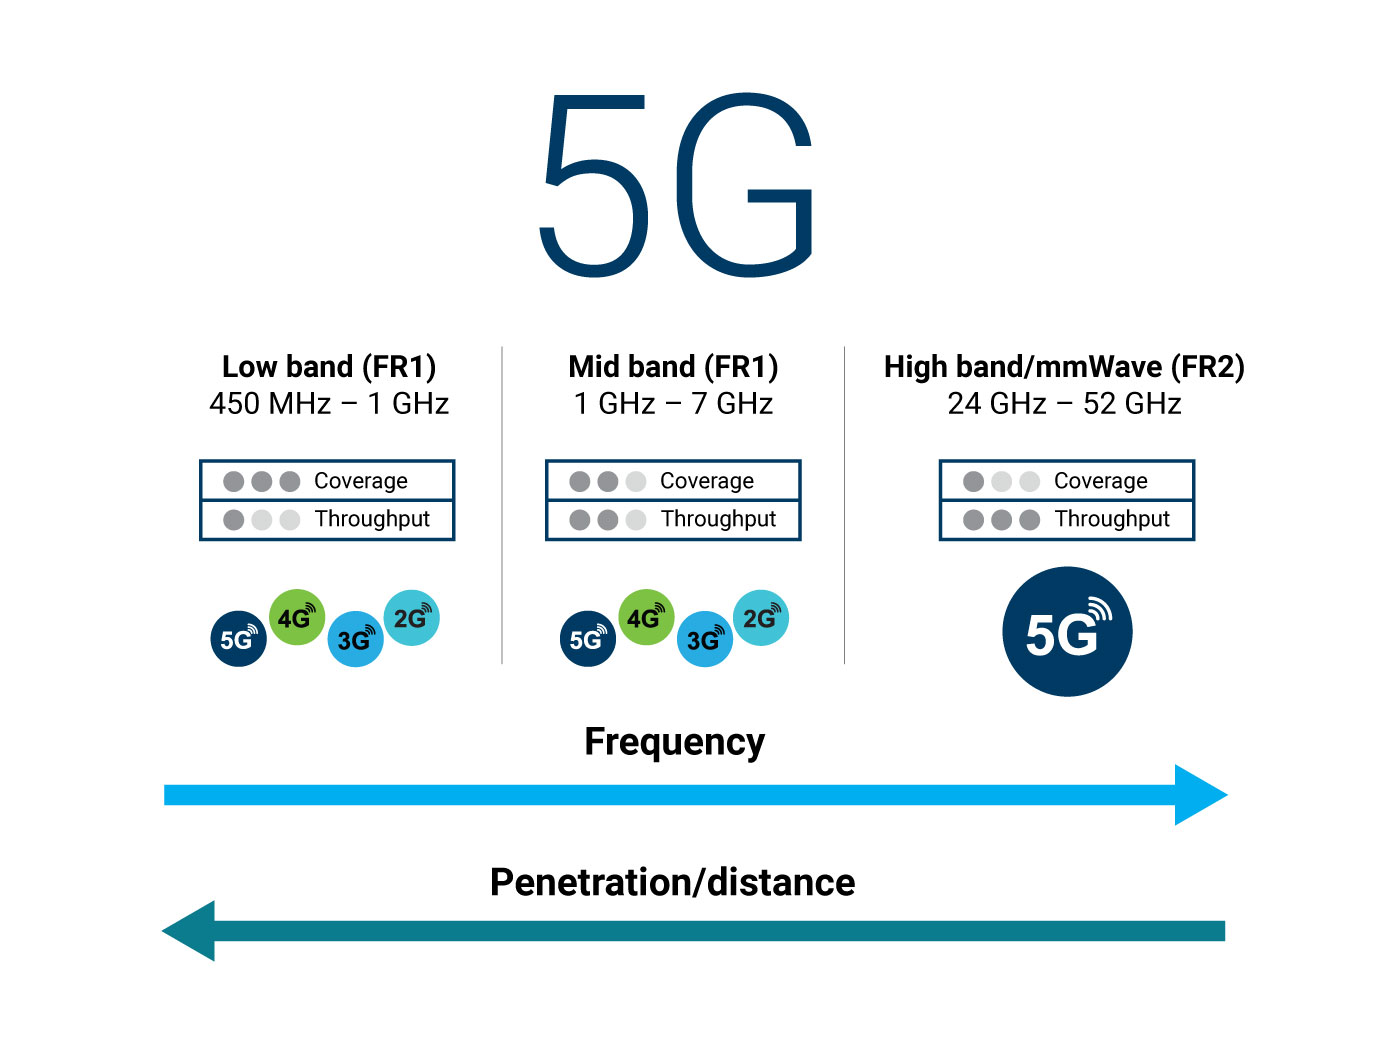 5G
Low band (FR1)
450 MHz – 1 GHz
Coverage
Throughput
5G
4G
3G
2G
Mid band (FR1)
1 GHz – 7 GHz
Coverage
Throughput
5G
4G
3G
2G
High band/mmWave (FR2)
24 GHz – 52 GHz
Coverage
Throughput
5G
Frequency
Penetration/distance